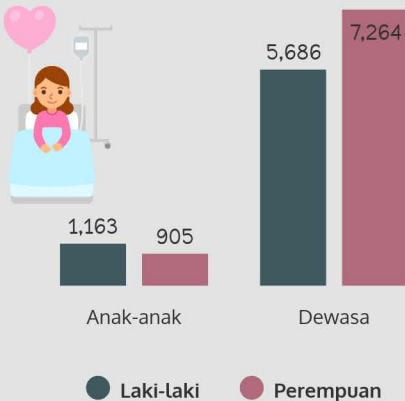 7,264
5,686
1,163
905
Anak-anak
Dewasa
Laki-laki
Perempuan